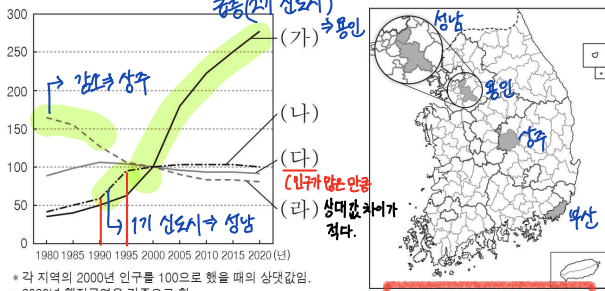 급증(2기 신도시)
⇒ 용인
300
250
200
150
100
50
0
1980 1985 1990 1995 2000 2005 2010 2015 2020 (년)
(가)
(나)
(다)
(라)
감소⇒ 상주
1기 신도시⇒ 성남
(인구가 많은 만큼
상대값 차이가
적다.
* 각 지역의 2000년 인구를 100으로 했을 때의 상댓값임.
성남
용인
상주
부산